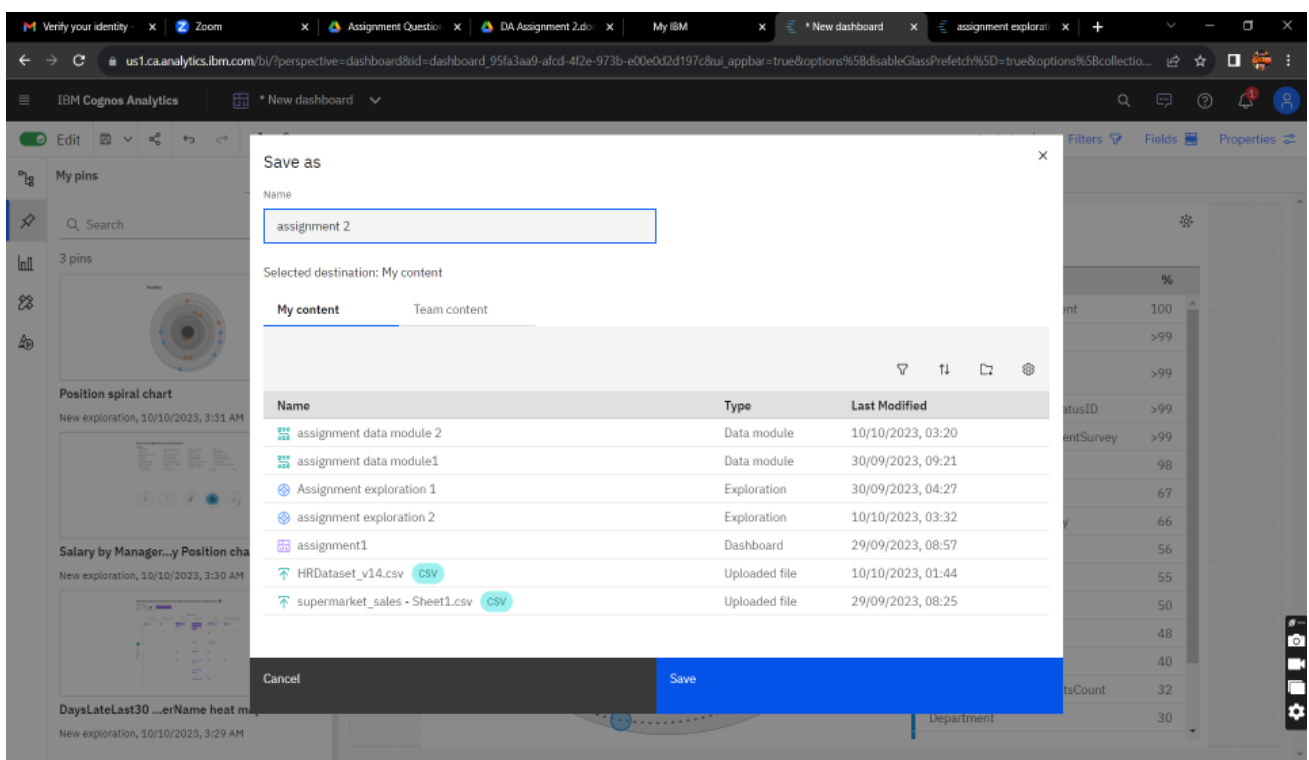 Verify your identity - x Zoom x Assignment Question x DA Assignment 2.doc x My IBM x * New dashboard x assignment explorati x +
us1.ca.analytics.ibm.com/bi/?perspective=dashboard&id=dashboard_95fa3aa9-afcd-4f2e-973b-e00e0d2d197c&ui_appbar=true&options%5BdisableGlassPrefetch%5D=true&options%5Bcollectio...
IBM Cognos Analytics * New dashboard 1
Edit Filters Fields Properties
My pins
Search
3 pins
Position spiral chart
New exploration, 10/10/2023, 3:31 AM
Salary by Manager...y Position cha
New exploration, 10/10/2023, 3:30 AM
DaysLateLast30 ...erName heat ma
New exploration, 10/10/2023, 3:29 AM
Save as
Name
assignment 2
Selected destination: My content
My content Team content
Name Type Last Modified
assignment data module 2 Data module 10/10/2023, 03:20
assignment data module1 Data module 30/09/2023, 09:21
Assignment exploration 1 Exploration 30/09/2023, 04:27
assignment exploration 2 Exploration 10/10/2023, 03:32
assignment1 Dashboard 29/09/2023, 08:57
HRDataset_v14.csv CSV Uploaded file 10/10/2023, 01:44
supermarket_sales - Sheet1.csv CSV Uploaded file 29/09/2023, 08:25
Cancel Save
%
ent 100
>99
>99
atusID >99
entSurvey >99
98
67
y 66
56
55
50
48
40
tsCount 32
Department 30